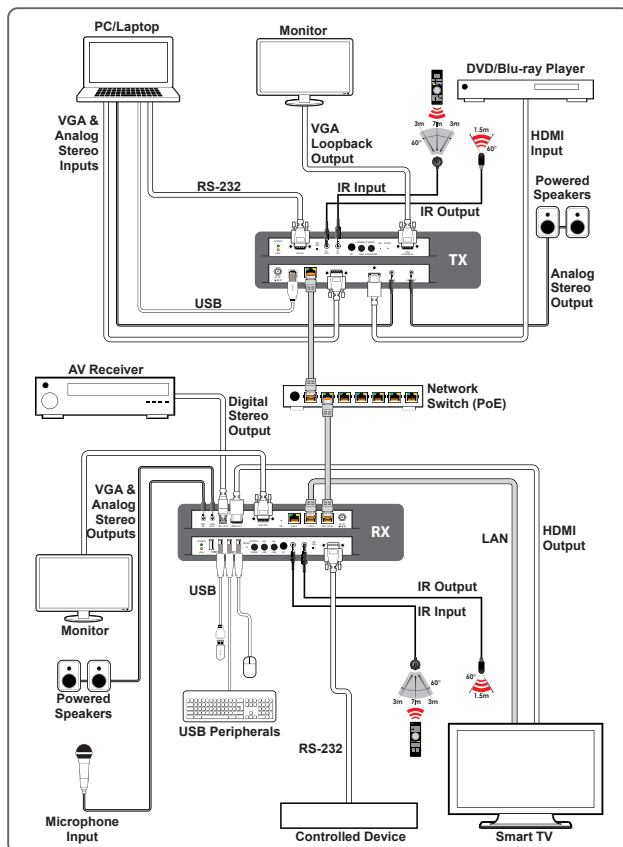 PC/Laptop
Monitor
DVD/Blu-ray Player
VGA &
Analog
Stereo
Inputs
VGA
Loopback
Output
3m 7m 3m
60°
1.5m
60°
HDMI
Input
RS-232
IR Input
IR Output
Powered
Speakers
TX
Analog
Stereo
Output
USB
AV Receiver
Digital
Stereo
Output
Network
Switch (PoE)
VGA &
Analog
Stereo
Outputs
RX
LAN
HDMI
Output
USB
IR Output
IR Input
Monitor
60°
3m 7m 3m
60°
1.5m
Powered
Speakers
USB Peripherals
RS-232
Microphone
Input
Controlled Device
Smart TV